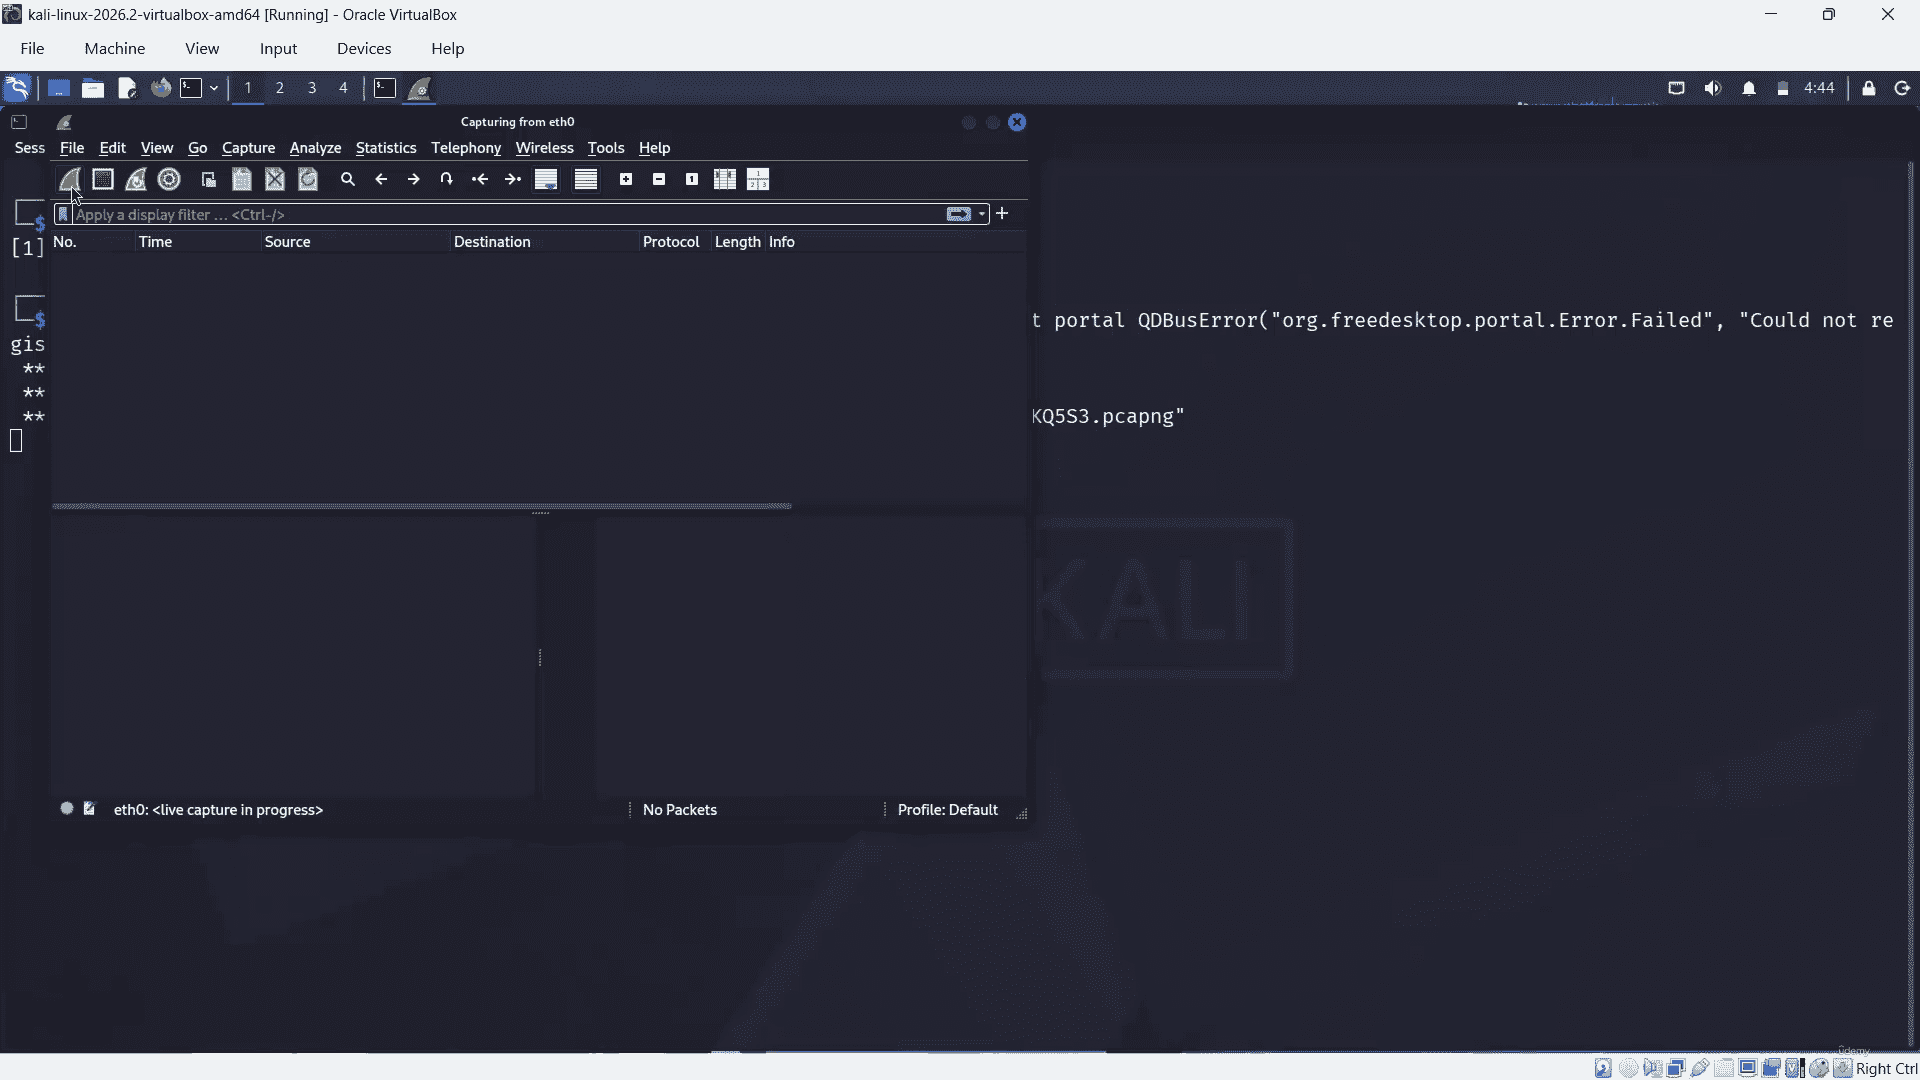 kali-linux-2026.2-virtualbox-amd64 [Running] - Oracle VirtualBox
File Machine View Input Devices Help
1 2 3 4 4:44
Capturing from eth0
Sess File Edit View Go Capture Analyze Statistics Telephony Wireless Tools Help
Apply a display filter … <Ctrl-/>
$
[1]
No. Time Source Destination Protocol Length Info
$
t portal QDBusError("org.freedesktop.portal.Error.Failed", "Could not re
gis
**
**
** KQ5S3.pcapng"
KALI
eth0: <live capture in progress> No Packets Profile: Default
ûdemy
Right Ctrl